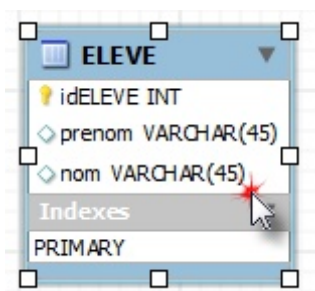 ELEVE
idELEVE INT
prenom VARCHAR(45)
nom VARCHAR(45)
Indexes
PRIMARY